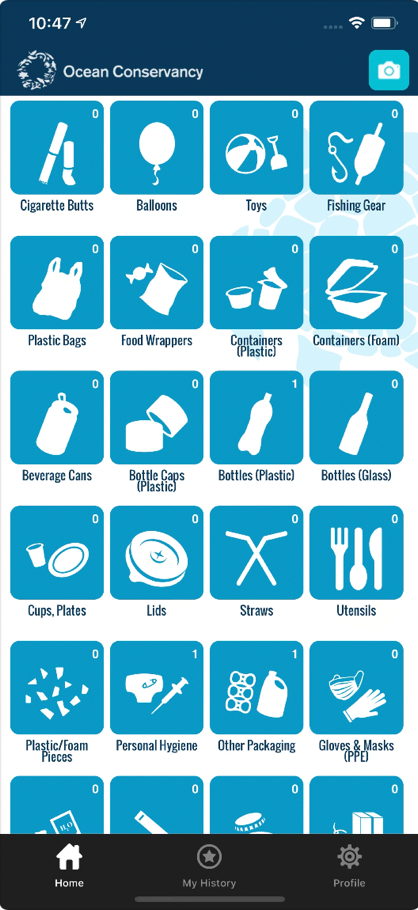 10:47
Ocean Conservancy
0 0 0 0
Cigarette Butts Balloons Toys Fishing Gear
0 0 0 0
Plastic Bags Food Wrappers Containers (Plastic) Containers (Foam)
0 0 1 0
Beverage Cans Bottle Caps (Plastic) Bottles (Plastic) Bottles (Glass)
0 0 0 0
Cups, Plates Lids Straws Utensils
0 1 1 0
Plastic/Foam Pieces Personal Hygiene Other Packaging Gloves & Masks (PPE)
0 0 0 0
H₂O
Home My History Profile